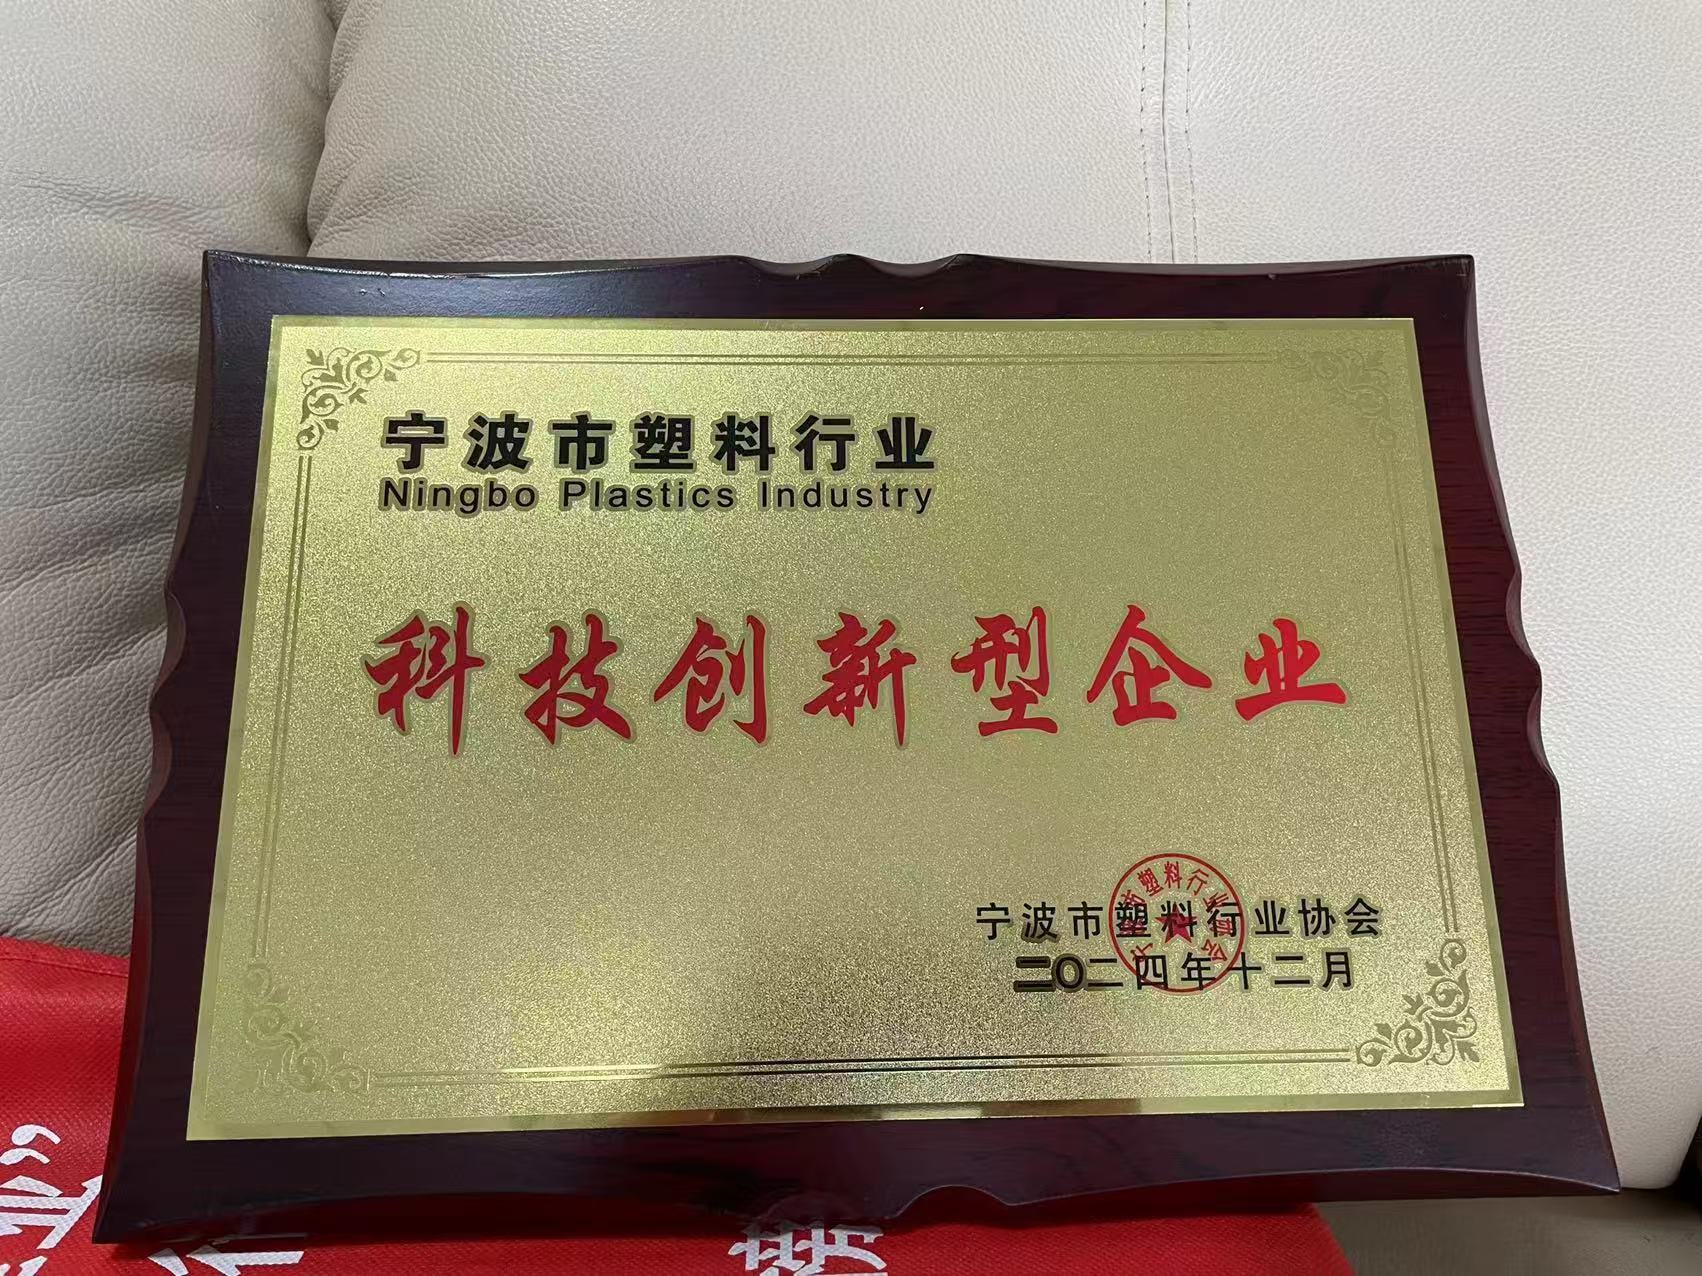 宁波市塑料行业
Ningbo Plastics Industry
科技创新型企业
宁波市塑料行业协会
二〇二四年十二月
业”